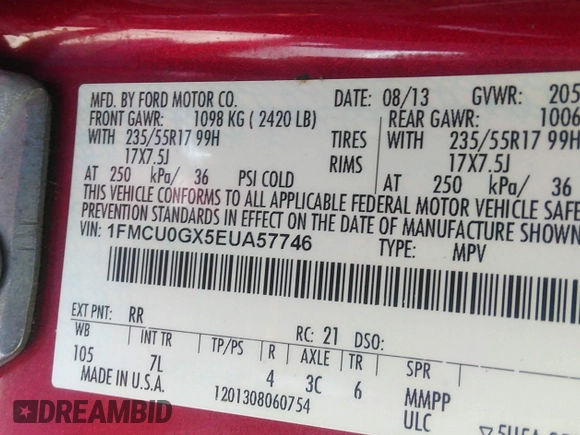 MFD. BY FORD MOTOR CO.
DATE: 08/13 GVWR: 205
FRONT GAWR: 1098 KG ( 2420 LB)
REAR GAWR: 1006
WITH 235/55R17 99H TIRES WITH 235/55R17 99H
17X7.5J RIMS 17X7.5J
AT 250 kPa/ 36 PSI COLD AT 250 kPa/ 36
THIS VEHICLE CONFORMS TO ALL APPLICABLE FEDERAL MOTOR VEHICLE SAFE
PREVENTION STANDARDS IN EFFECT ON THE DATE OF MANUFACTURE SHOWN
VIN: 1FMCU0GX5EUA57746
TYPE: MPV
EXT PNT: RR RC: 21 DSO:
WB INT TR TP/PS R AXLE TR SPR
105 7L 4 3C 6 MMPP
MADE IN U.S.A. 1201308060754 ULC
DREAMBID